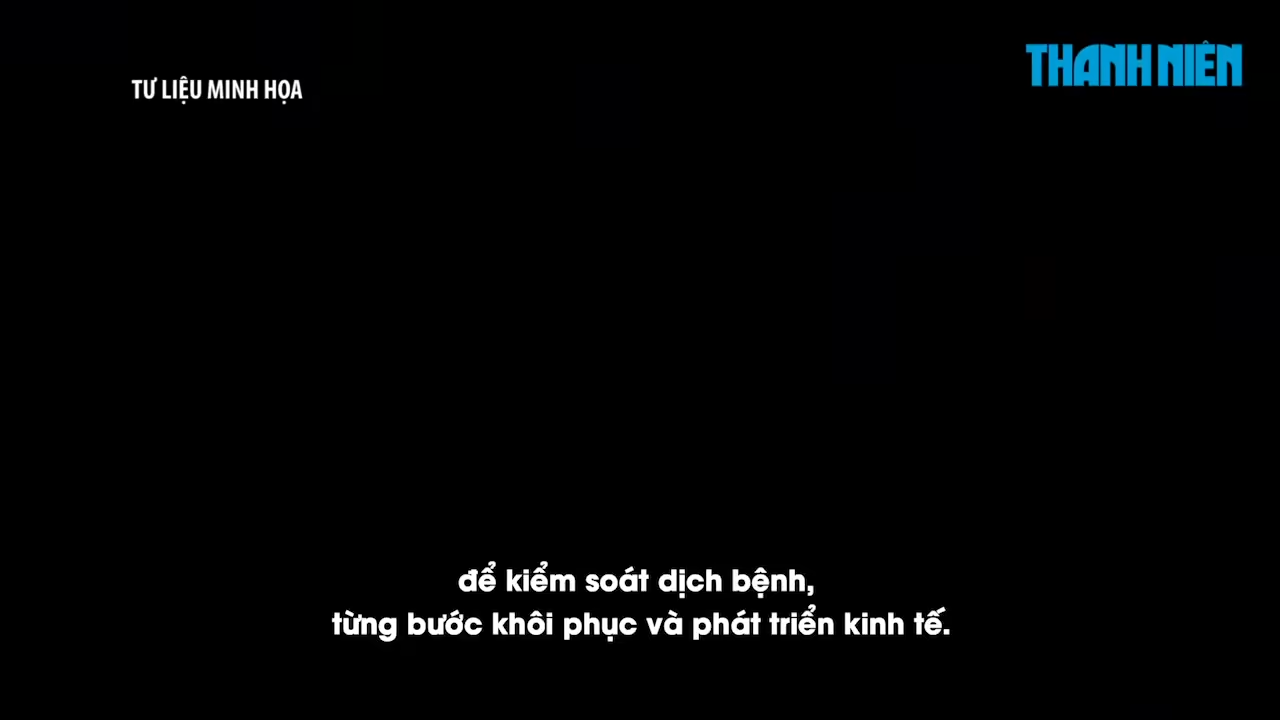 THANH NIÊN
TƯ LIỆU MINH HỌA
để kiểm soát dịch bệnh,
từng bước khôi phục và phát triển kinh tế.